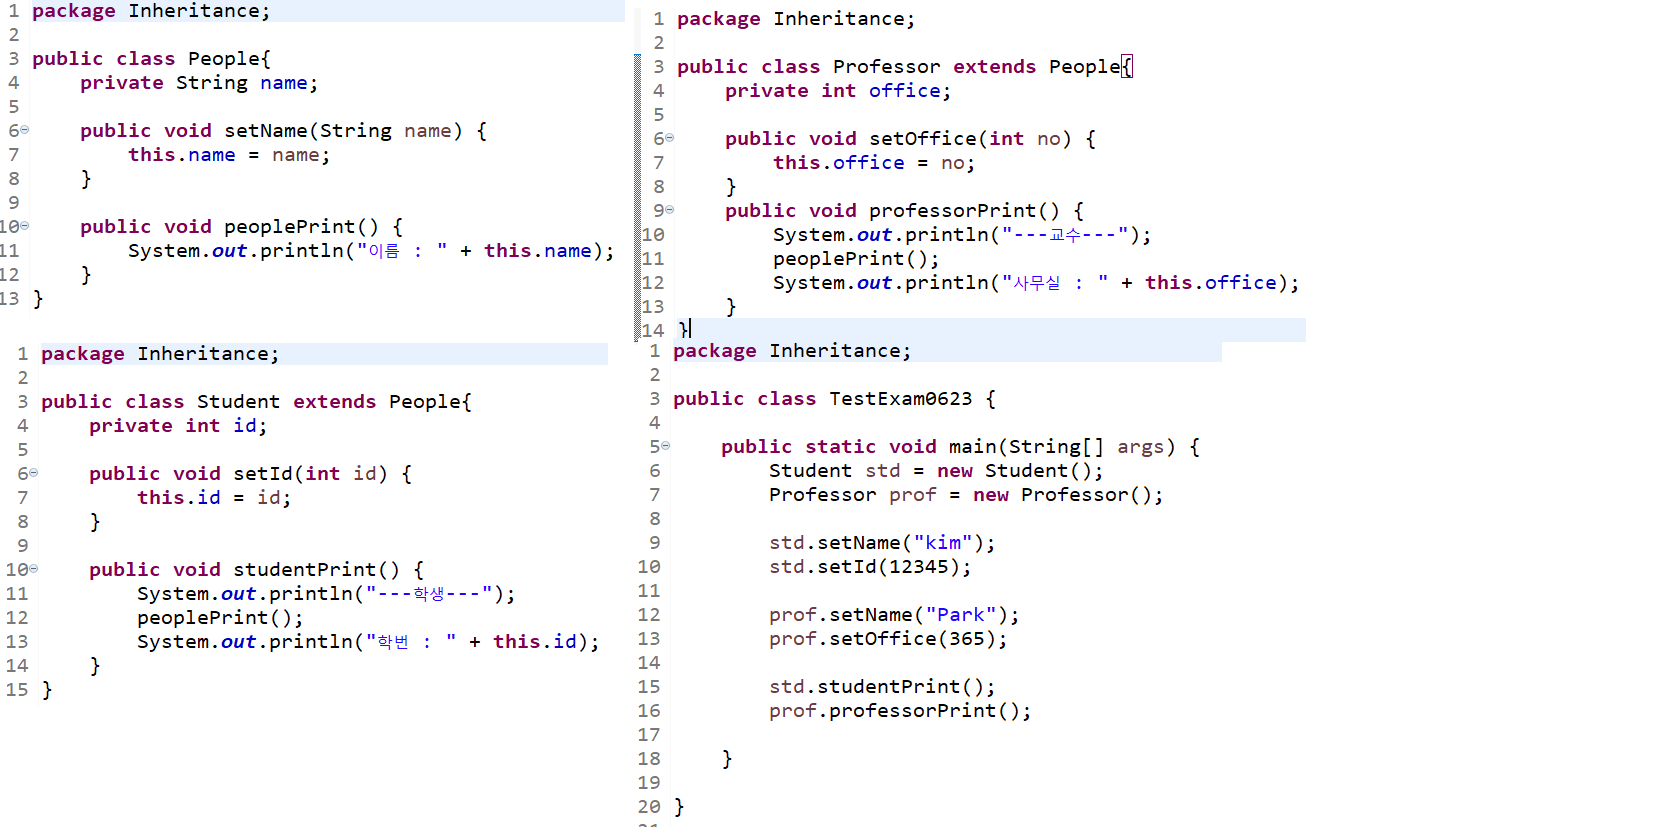 1 package Inheritance;
2
3 public class People{
4     private String name;
5
6     public void setName(String name) {
7         this.name = name;
8     }
9
10     public void peoplePrint() {
11         System.out.println("이름 : " + this.name);
12     }
13 }
1 package Inheritance;
2
3 public class Professor extends People{
4     private int office;
5
6     public void setOffice(int no) {
7         this.office = no;
8     }
9     public void professorPrint() {
10         System.out.println("---교수---");
11         peoplePrint();
12         System.out.println("사무실 : " + this.office);
13     }
14 }
1 package Inheritance;
2
3 public class Student extends People{
4     private int id;
5
6     public void setId(int id) {
7         this.id = id;
8     }
9
10     public void studentPrint() {
11         System.out.println("---학생---");
12         peoplePrint();
13         System.out.println("학번 : " + this.id);
14     }
15 }
1 package Inheritance;
2
3 public class TestExam0623 {
4
5     public static void main(String[] args) {
6         Student std = new Student();
7         Professor prof = new Professor();
8
9         std.setName("kim");
10         std.setId(12345);
11
12         prof.setName("Park");
13         prof.setOffice(365);
14
15         std.studentPrint();
16         prof.professorPrint();
17
18     }
19
20 }